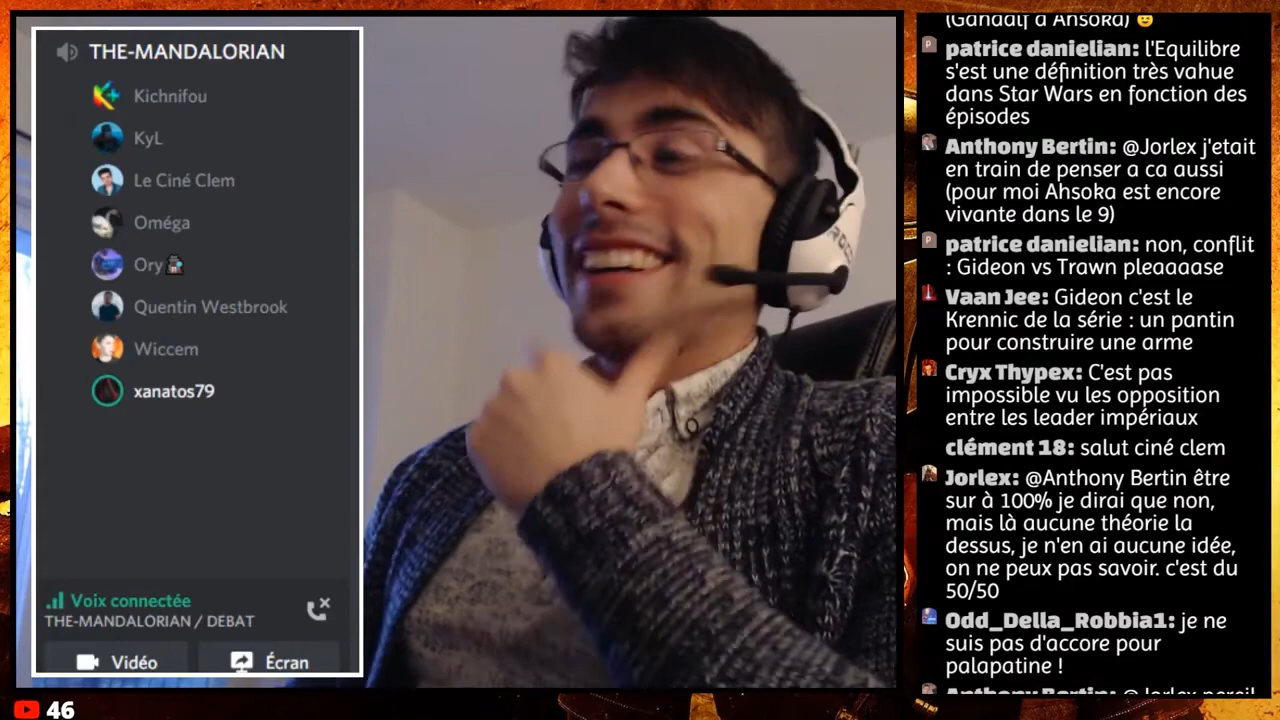 THE-MANDALORIAN
Kichnifou
KyL
Le Ciné Clem
Oméga
Ory
Quentin Westbrook
Wiccem
xanatos79
Voix connectée
THE-MANDALORIAN / DEBAT
Vidéo
Écran
46
(Gandalf à Ahsoka)
patrice danielian: l'Equilibre
s'est une définition très vahue
dans Star Wars en fonction des
épisodes
Anthony Bertin: @Jorlex j'etait
en train de penser a ca aussi
(pour moi Ahsoka est encore
vivante dans le 9)
patrice danielian: non, conflit
: Gideon vs Trawn pleaaaase
Vaan Jee: Gideon c'est le
Krennic de la série : un pantin
pour construire une arme
Cryx Thypex: C'est pas
impossible vu les opposition
entre les leader impériaux
clément 18: salut ciné clem
Jorlex: @Anthony Bertin être
sur à 100% je dirai que non,
mais là aucune théorie la
dessus, je n'en ai aucune idée,
on ne peux pas savoir. c'est du
50/50
Odd_Della_Robbia1: je ne
suis pas d'accore pour
palapatine !
Anthony Bertin: @Jorlex pareil